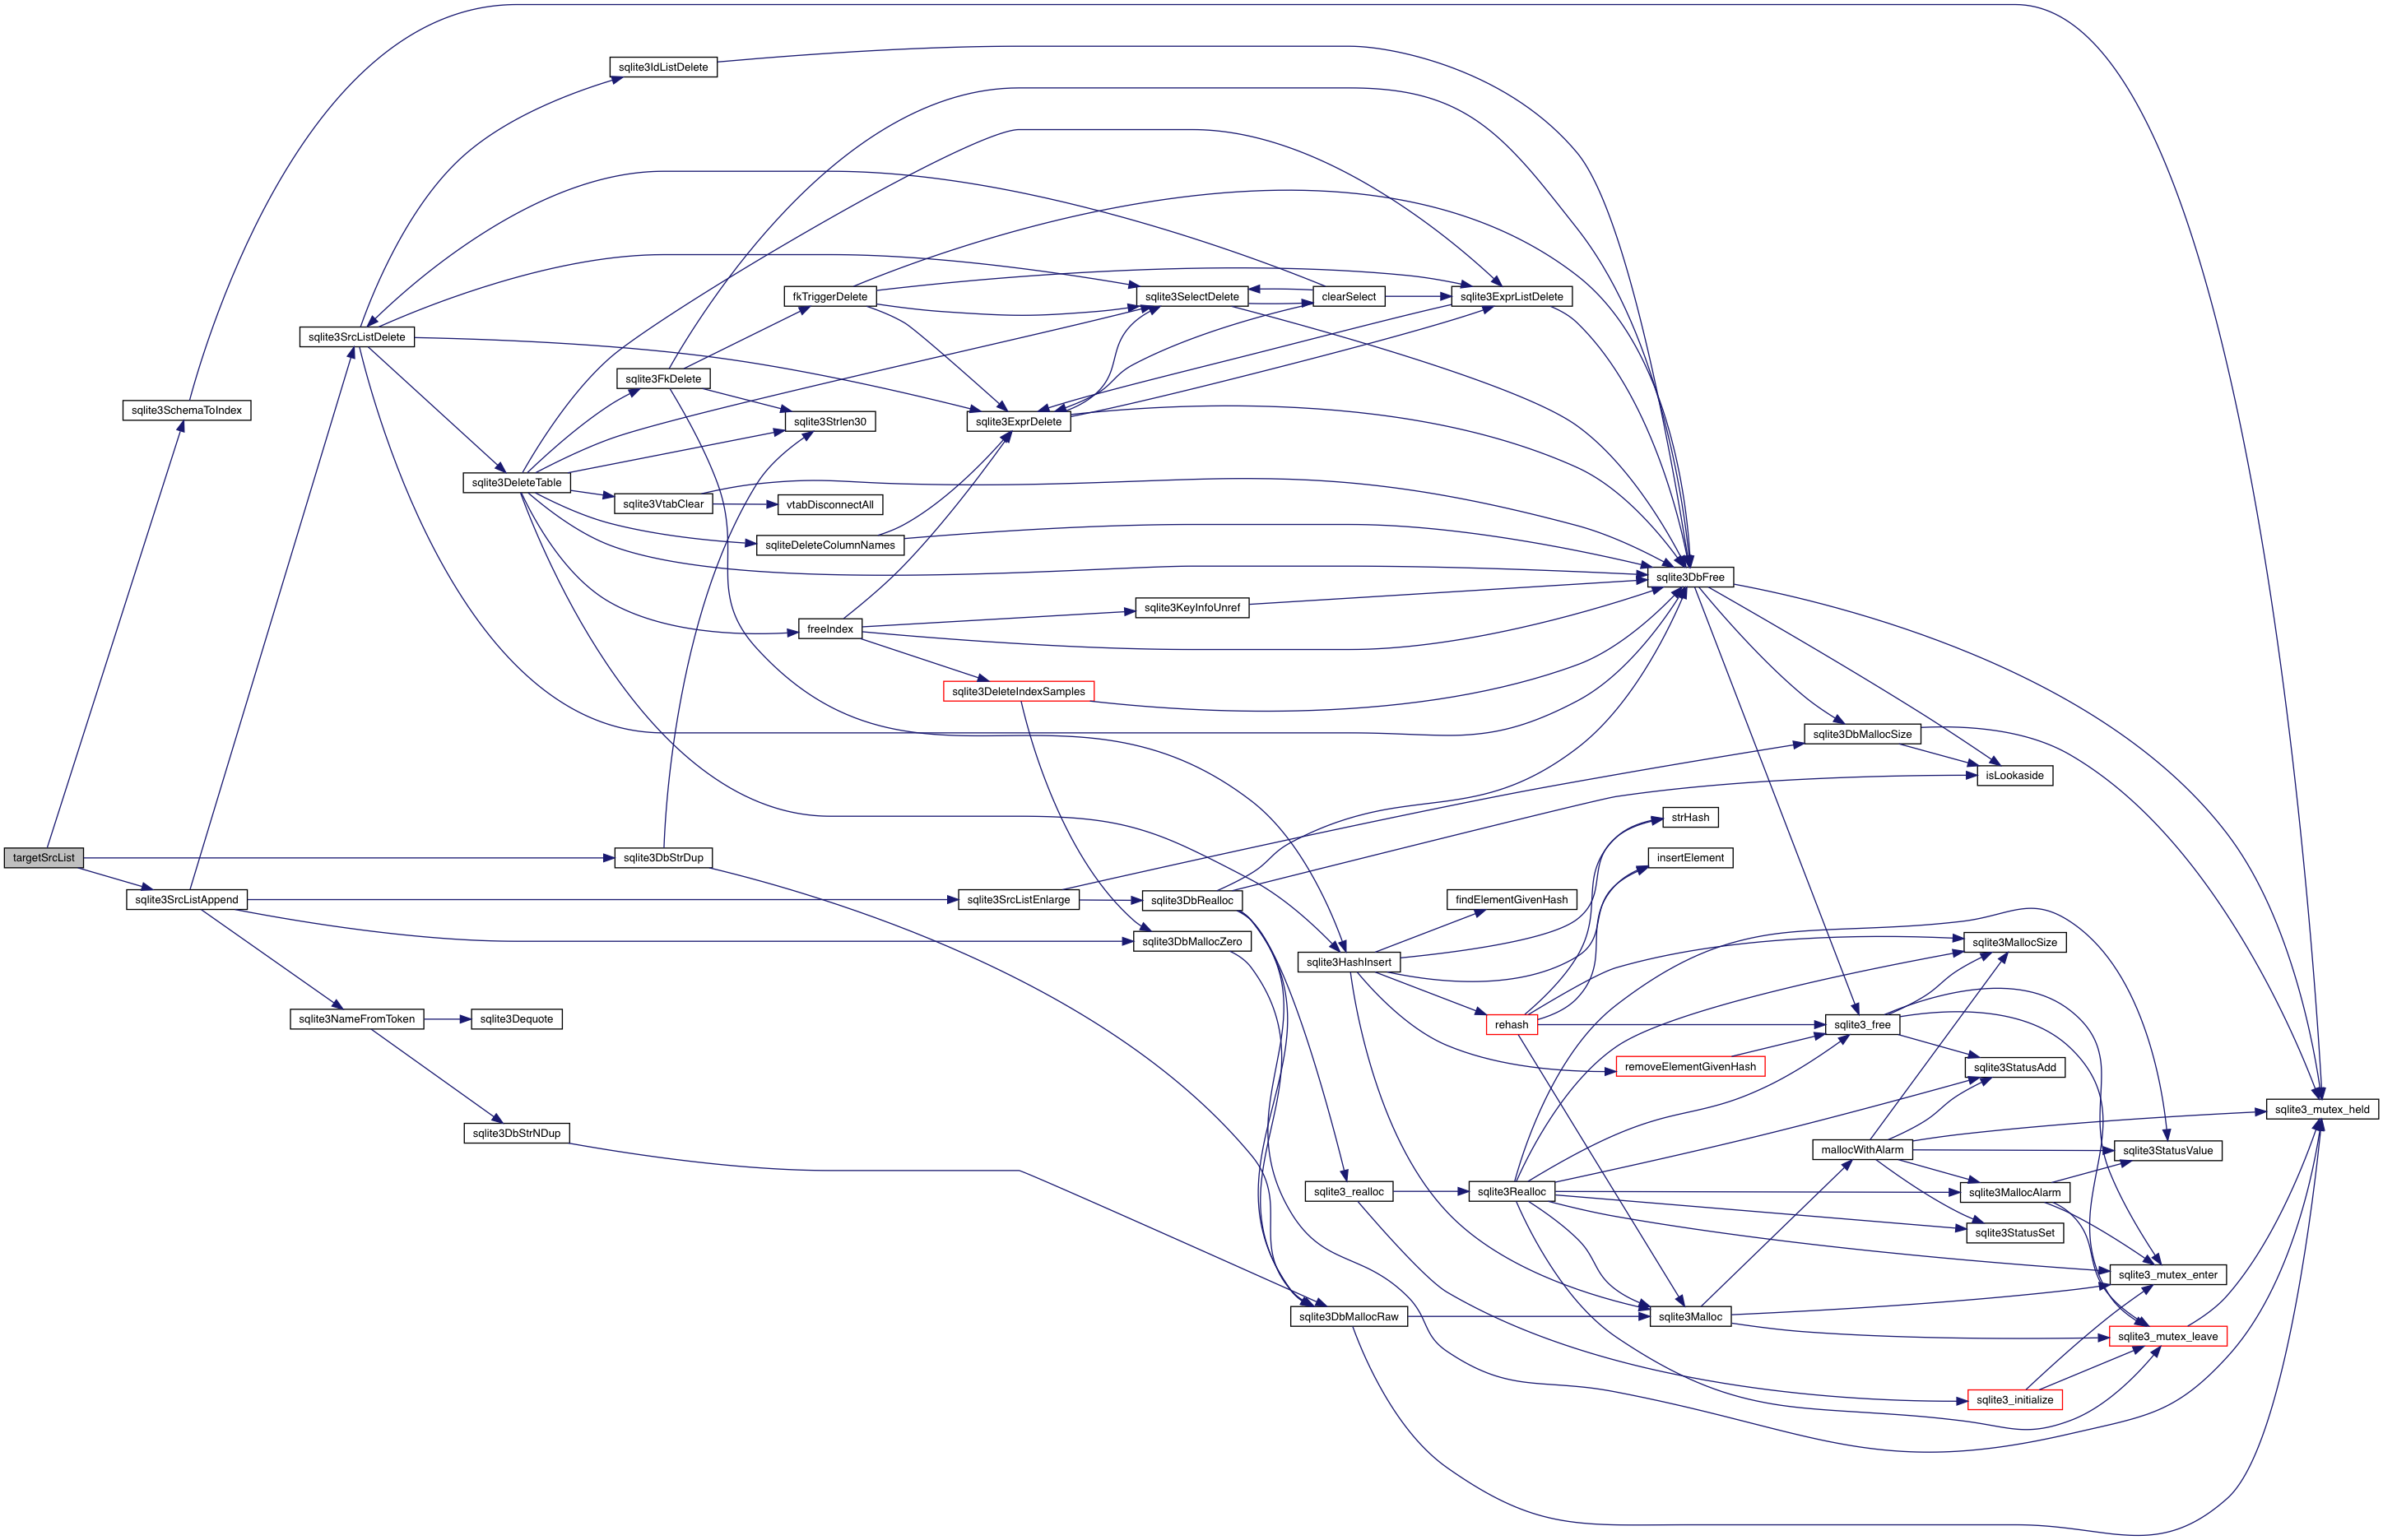 sqlite3IdListDelete
fkTriggerDelete
sqlite3SelectDelete
clearSelect
sqlite3ExprListDelete
sqlite3SrcListDelete
sqlite3FkDelete
sqlite3SchemaToIndex
sqlite3Strlen30
sqlite3ExprDelete
sqlite3DeleteTable
sqlite3VtabClear
vtabDisconnectAll
sqliteDeleteColumnNames
sqlite3DbFree
sqlite3KeyInfoUnref
freeIndex
sqlite3DeleteIndexSamples
sqlite3DbMallocSize
isLookaside
strHash
targetSrcList
sqlite3DbStrDup
insertElement
sqlite3SrcListAppend
sqlite3SrcListEnlarge
sqlite3DbRealloc
findElementGivenHash
sqlite3DbMallocZero
sqlite3MallocSize
sqlite3HashInsert
sqlite3NameFromToken
sqlite3Dequote
rehash
sqlite3_free
removeElementGivenHash
sqlite3StatusAdd
sqlite3_mutex_held
sqlite3DbStrNDup
mallocWithAlarm
sqlite3StatusValue
sqlite3_realloc
sqlite3Realloc
sqlite3MallocAlarm
sqlite3StatusSet
sqlite3_mutex_enter
sqlite3DbMallocRaw
sqlite3Malloc
sqlite3_mutex_leave
sqlite3_initialize